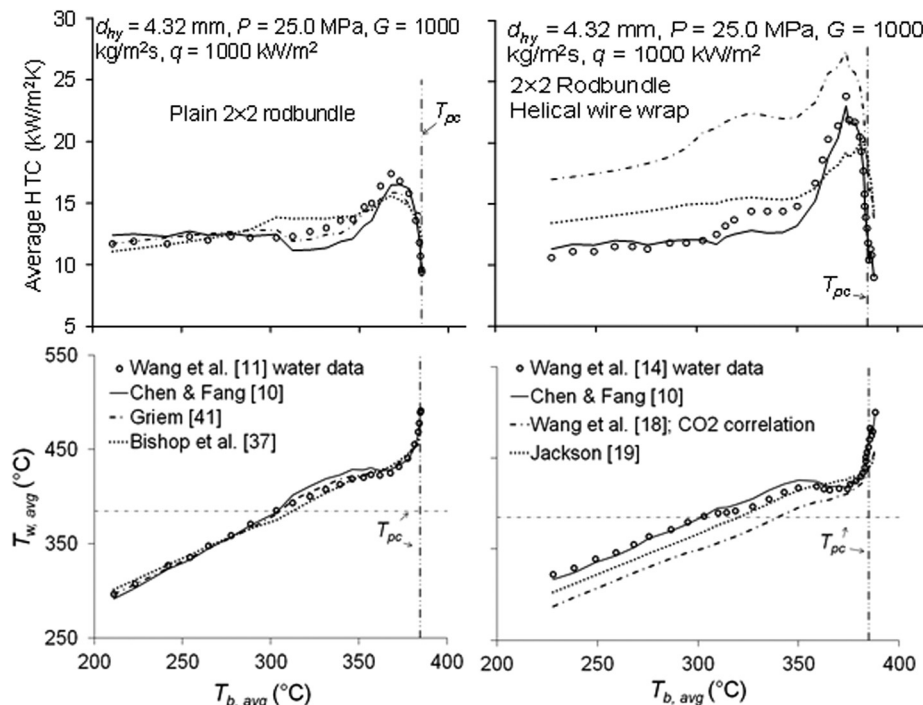 d_hy = 4.32 mm, P = 25.0 MPa, G = 1000
kg/m²s, q = 1000 kW/m²
Plain 2×2 rodbundle
T_pc
Average HTC (kW/m²K)
30
25
20
15
10
5
d_hy = 4.32 mm, P = 25.0 MPa, G = 1000
kg/m²s, q = 1000 kW/m²
2×2 Rodbundle
Helical wire wrap
T_pc
550
450
350
250
T_w, avg (°C)
Wang et al. [11] water data
Chen & Fang [10]
Griem [41]
Bishop et al. [37]
T_pc
200
250
300
350
400
T_b, avg (°C)
Wang et al. [14] water data
Chen & Fang [10]
Wang et al. [18]; CO2 correlation
Jackson [19]
T_pc
200
250
300
350
400
T_b, avg (°C)